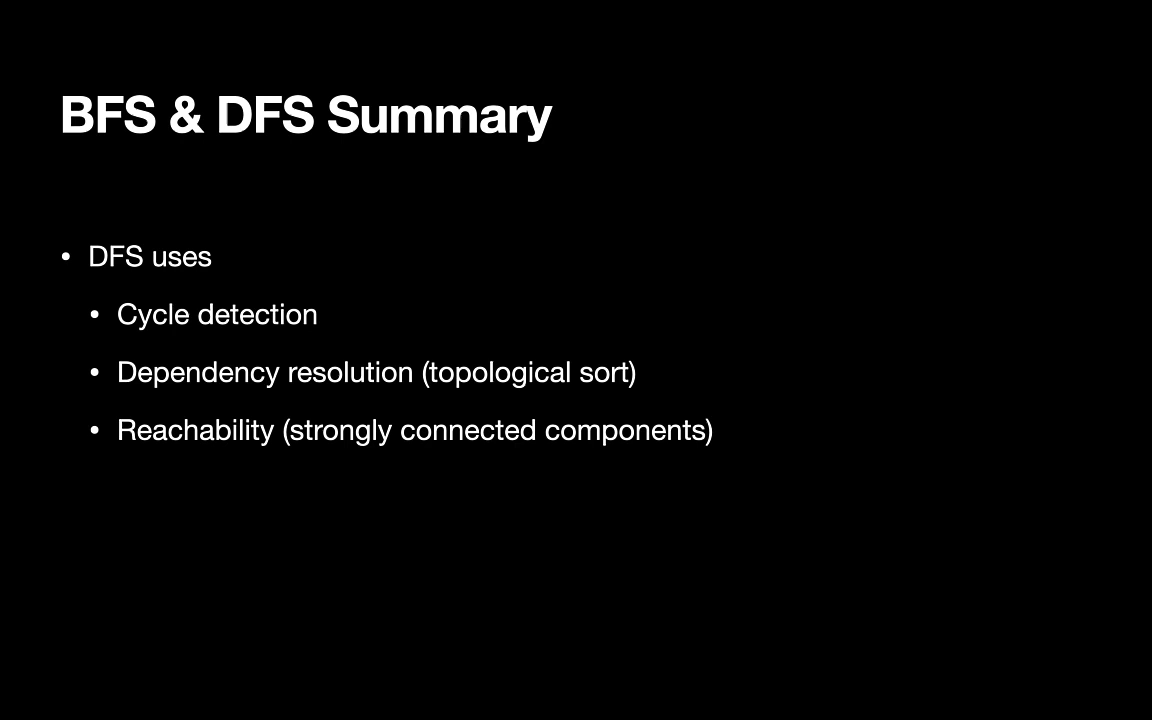 BFS & DFS Summary
• DFS uses
• Cycle detection
• Dependency resolution (topological sort)
• Reachability (strongly connected components)